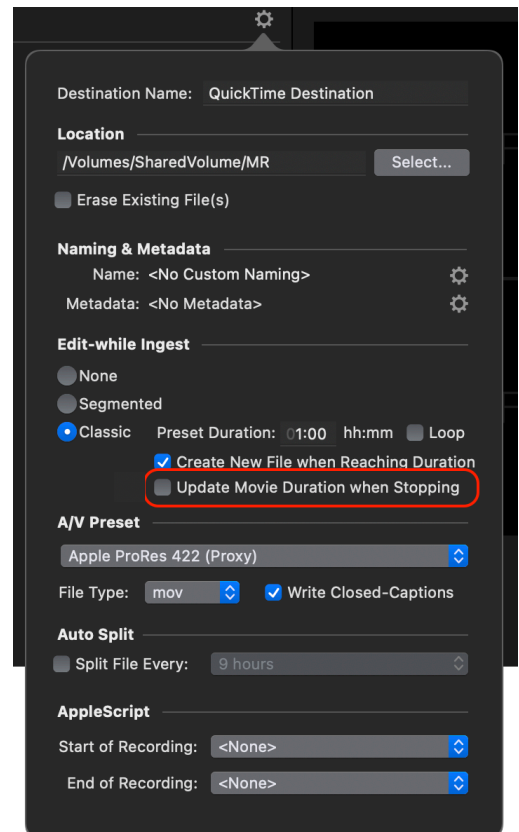 Destination Name: QuickTime Destination
Location
/Volumes/SharedVolume/MR Select...
Erase Existing File(s)
Naming & Metadata
Name: <No Custom Naming>
Metadata: <No Metadata>
Edit-while Ingest
None
Segmented
Classic Preset Duration: 01:00 hh:mm Loop
Create New File when Reaching Duration
Update Movie Duration when Stopping
A/V Preset
Apple ProRes 422 (Proxy)
File Type: mov Write Closed-Captions
Auto Split
Split File Every: 9 hours
AppleScript
Start of Recording: <None>
End of Recording: <None>